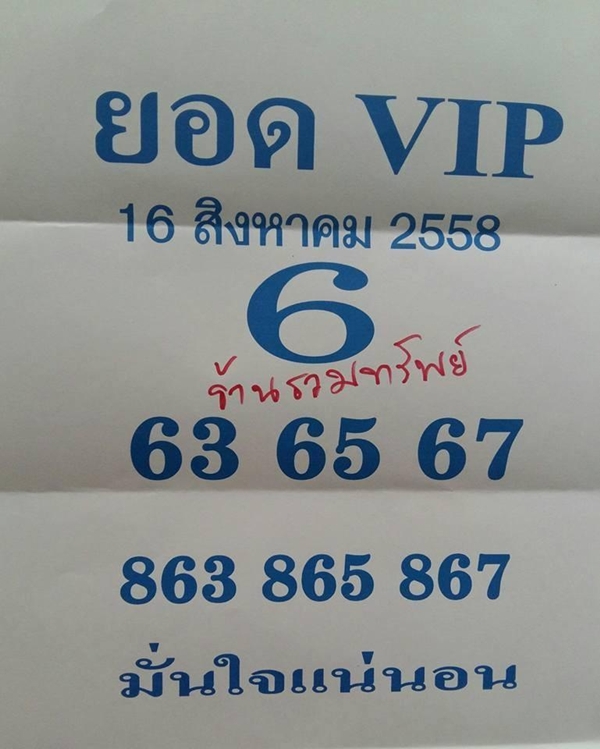 ยอด VIP
16 สิงหาคม 2558
6
ร้านรวมทรัพย์
63 65 67
863 865 867
มั่นใจแน่นอน